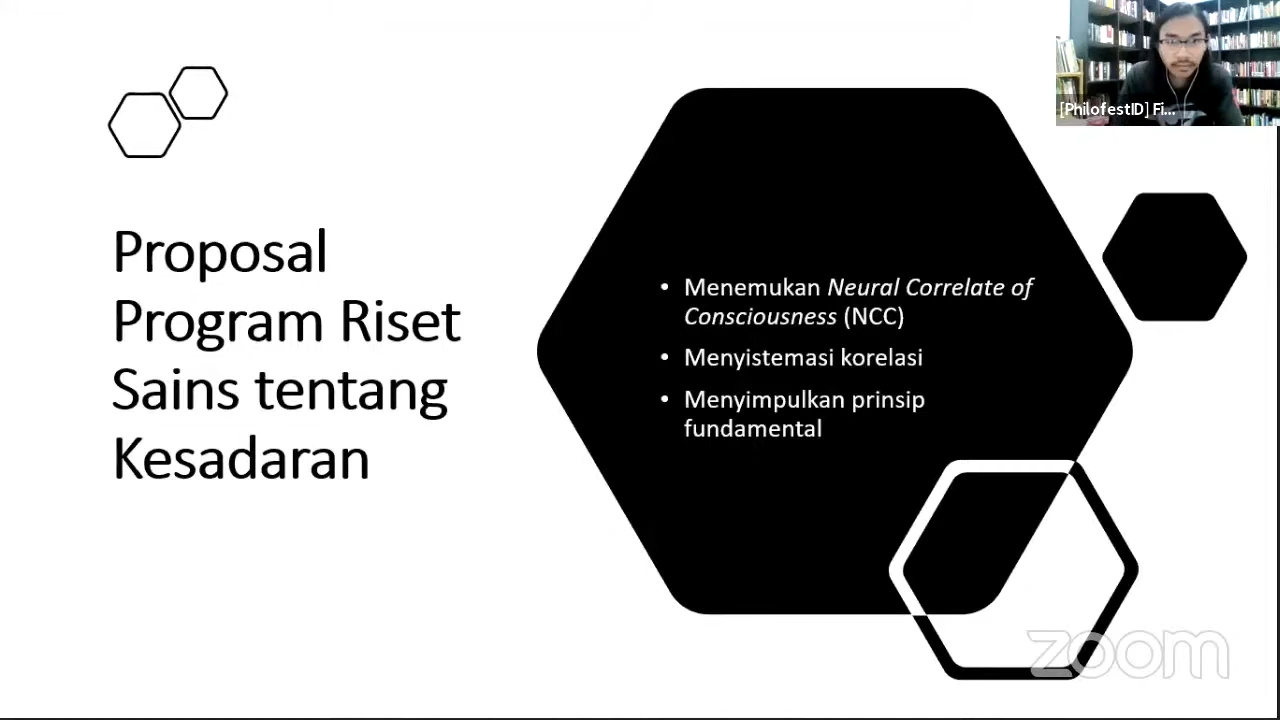 [PhilofestID] Fi...
Proposal
Program Riset
Sains tentang
Kesadaran
• Menemukan Neural Correlate of
Consciousness (NCC)
• Menyistemasi korelasi
• Menyimpulkan prinsip
fundamental
zoom